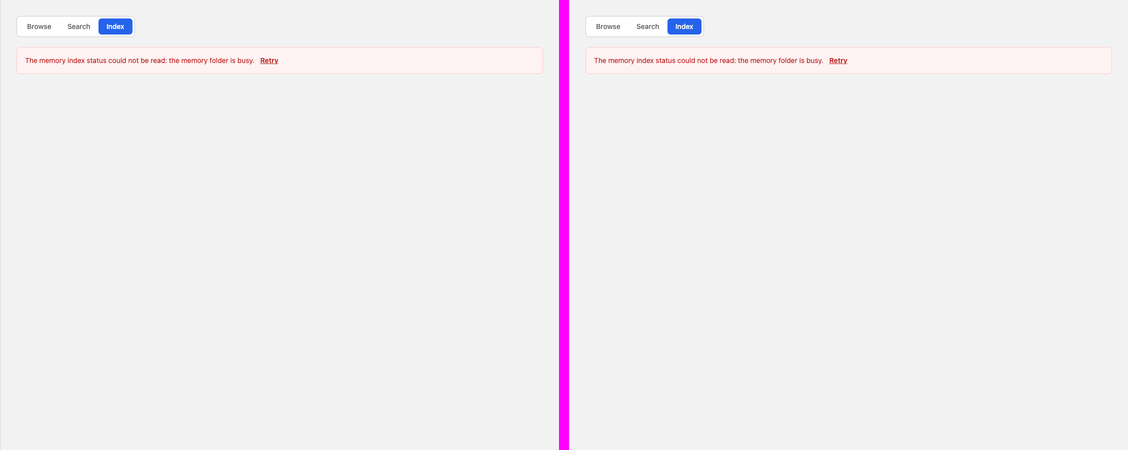 Browse Search Index
The memory index status could not be read: the memory folder is busy. Retry
Browse Search Index
The memory index status could not be read: the memory folder is busy. Retry